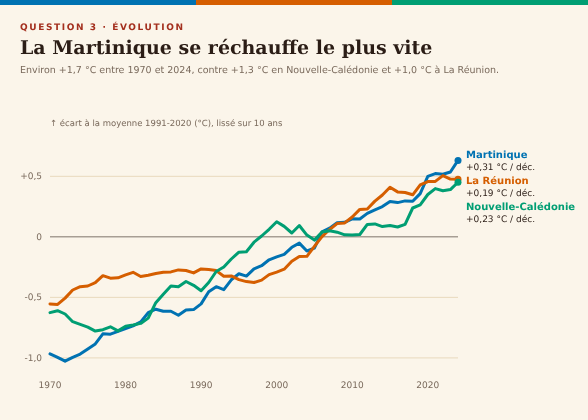 QUESTION 3 · ÉVOLUTION
La Martinique se réchauffe le plus vite
Environ +1,7 °C entre 1970 et 2024, contre +1,3 °C en Nouvelle-Calédonie et +1,0 °C à La Réunion.
↑ écart à la moyenne 1991-2020 (°C), lissé sur 10 ans
Martinique
+0,31 °C / déc.
La Réunion
+0,19 °C / déc.
Nouvelle-Calédonie
+0,23 °C / déc.
+0,5
0
-0,5
-1,0
1970 1980 1990 2000 2010 2020